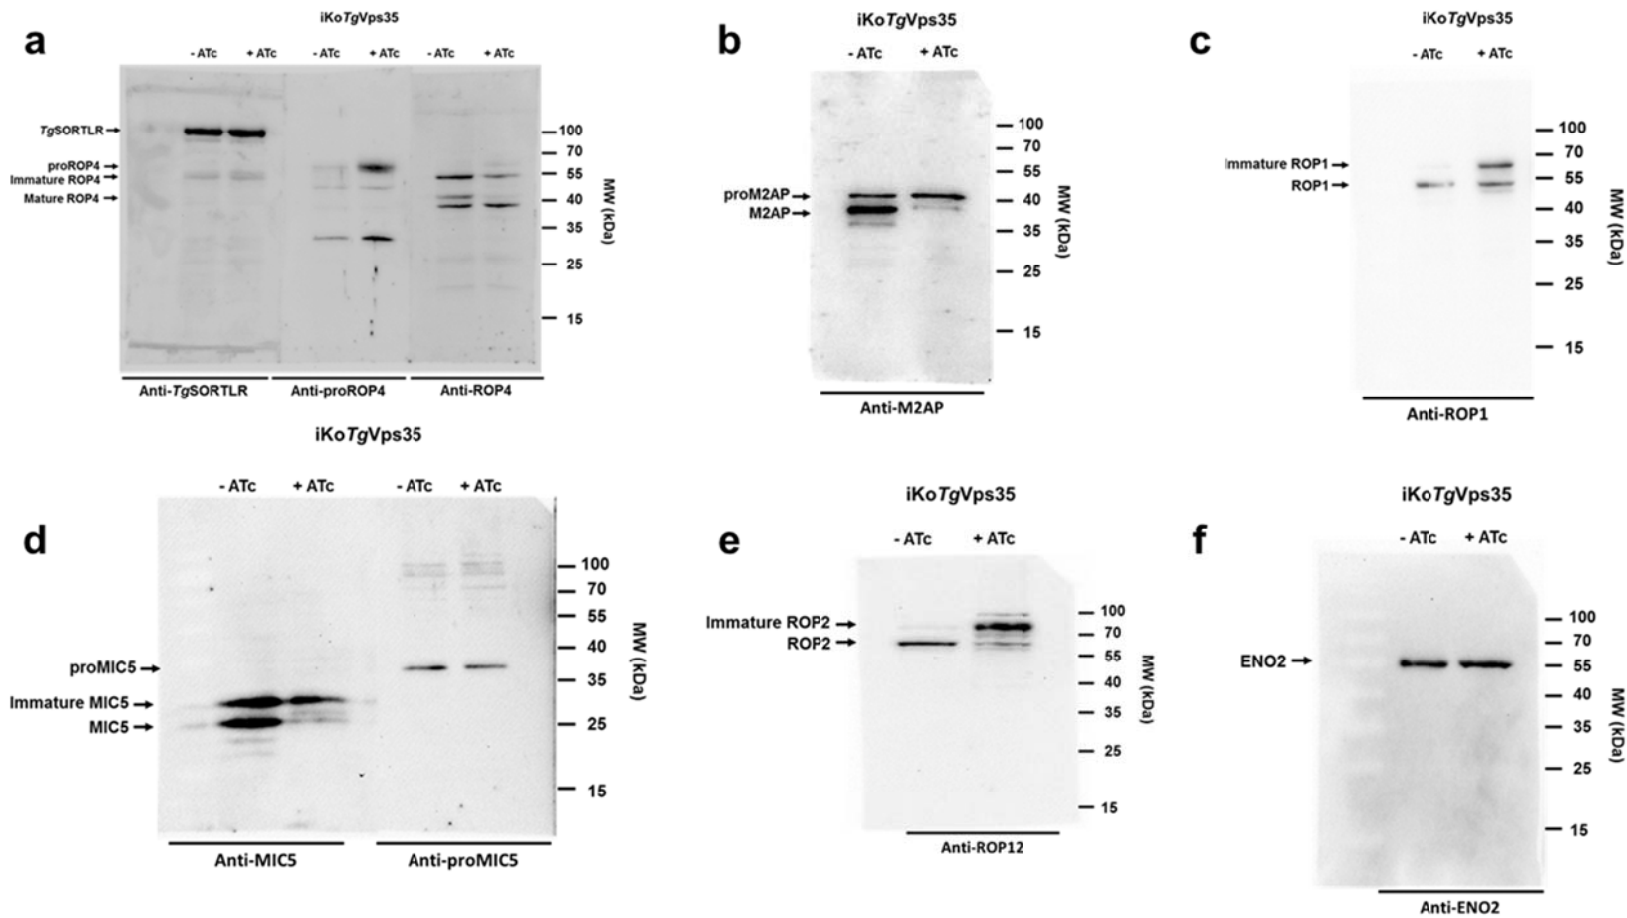 a
iKoTgVps35
- ATc + ATc - ATc + ATc - ATc + ATc
TgSORTLR
proROP4
Immature ROP4
Mature ROP4
100
70
55
40
35
25
15
MW (kDa)
Anti-TgSORTLR Anti-proROP4 Anti-ROP4
b
iKoTgVps35
- ATc + ATc
proM2AP
M2AP
100
70
55
40
35
25
15
MW (kDa)
Anti-M2AP
c
iKoTgVps35
- ATc + ATc
Immature ROP1
ROP1
100
70
55
40
35
25
15
MW (kDa)
Anti-ROP1
d
iKoTgVps35
- ATc + ATc - ATc + ATc
proMIC5
Immature MIC5
MIC5
100
70
55
40
35
25
15
MW (kDa)
Anti-MIC5 Anti-proMIC5
e
iKoTgVps35
- ATc + ATc
Immature ROP2
ROP2
100
70
55
40
35
25
15
MW (kDa)
Anti-ROP12
f
iKoTgVps35
- ATc + ATc
ENO2
100
70
55
40
35
25
15
MW (kDa)
Anti-ENO2